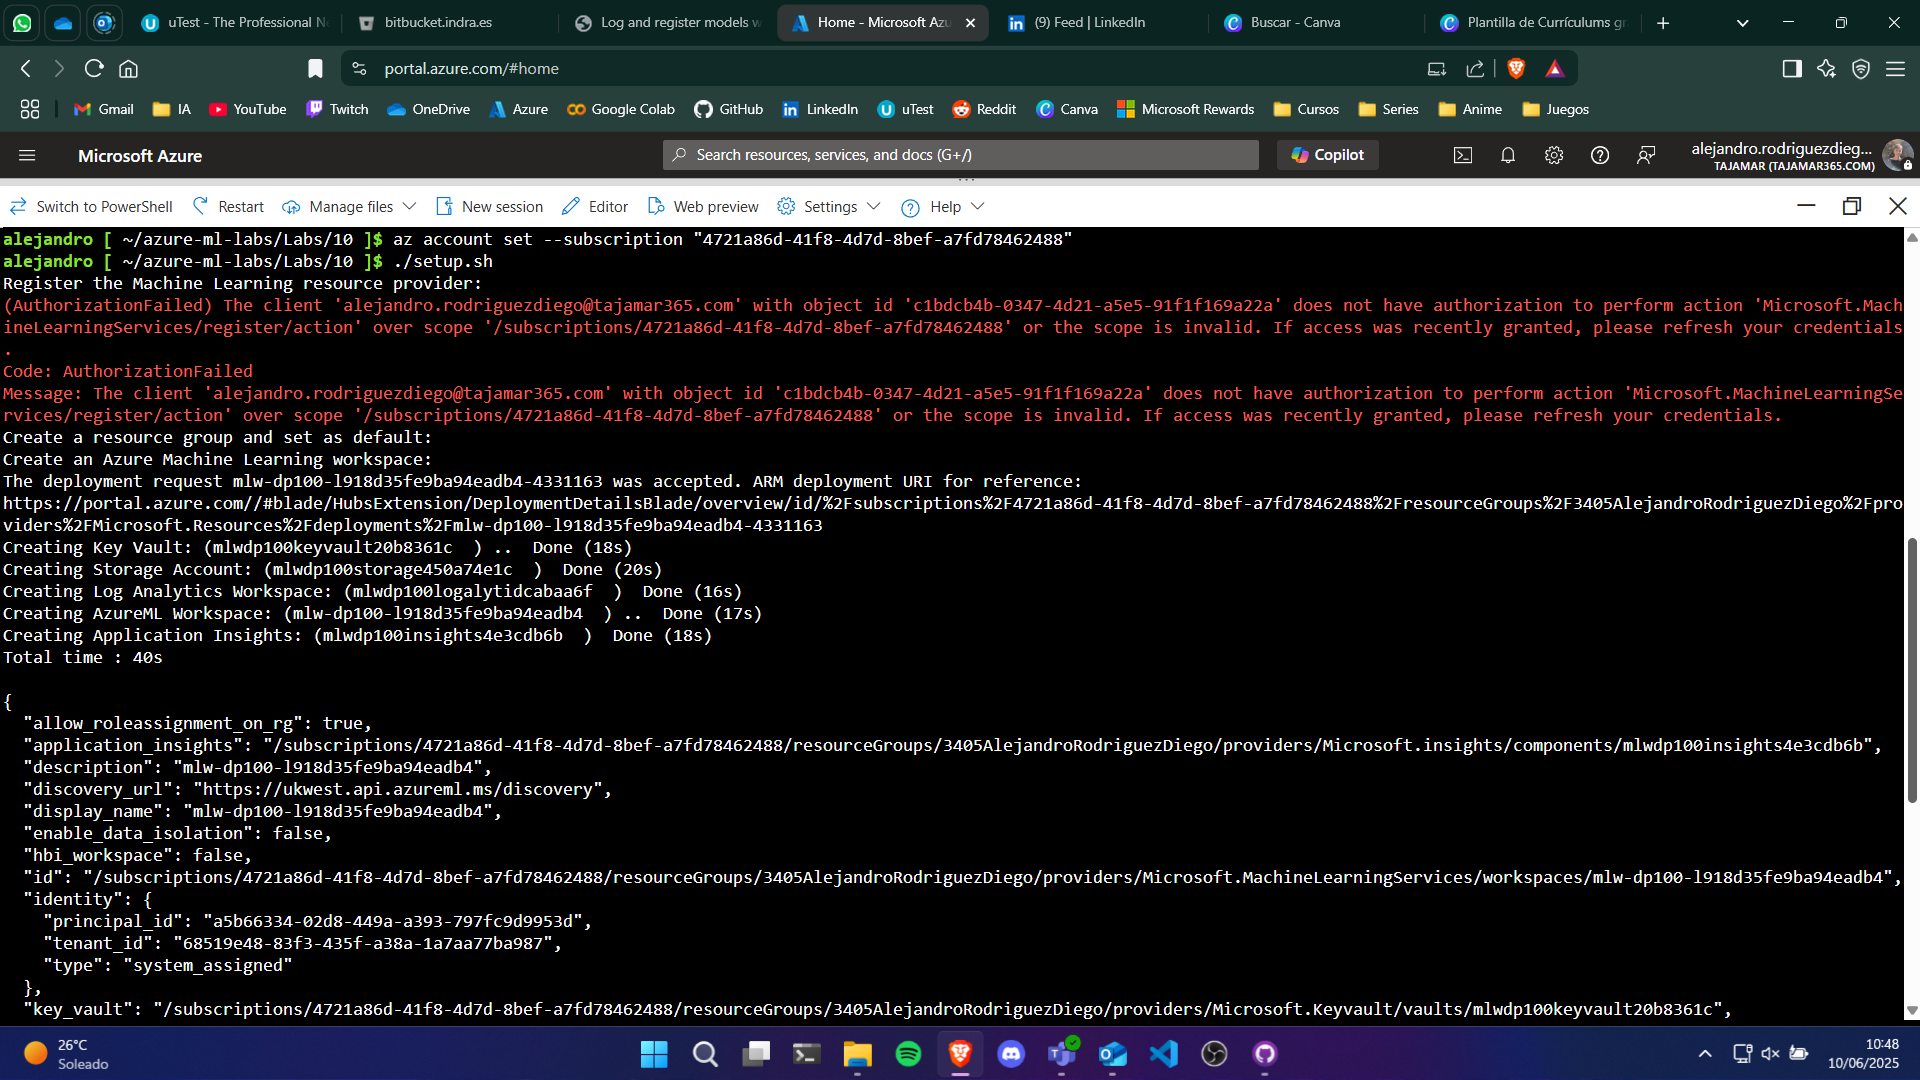 uTest - The Professional N
bitbucket.indra.es
Log and register models w
Home - Microsoft Azu
(9) Feed | LinkedIn
Buscar - Canva
Plantilla de Currículums gr
portal.azure.com/#home
Gmail
IA
YouTube
Twitch
OneDrive
Azure
Google Colab
GitHub
LinkedIn
uTest
Reddit
Canva
Microsoft Rewards
Cursos
Series
Anime
Juegos
Microsoft Azure
Search resources, services, and docs (G+/)
Copilot
alejandro.rodriguezdieg...
TAJAMAR (TAJAMAR365.COM)
Switch to PowerShell
Restart
Manage files
New session
Editor
Web preview
Settings
Help
alejandro [ ~/azure-ml-labs/Labs/10 ]$ az account set --subscription "4721a86d-41f8-4d7d-8bef-a7fd78462488"
alejandro [ ~/azure-ml-labs/Labs/10 ]$ ./setup.sh
Register the Machine Learning resource provider:
(AuthorizationFailed) The client 'alejandro.rodriguezdiego@tajamar365.com' with object id 'c1bdcb4b-0347-4d21-a5e5-91f1f169a22a' does not have authorization to perform action 'Microsoft.Mach
ineLearningServices/register/action' over scope '/subscriptions/4721a86d-41f8-4d7d-8bef-a7fd78462488' or the scope is invalid. If access was recently granted, please refresh your credentials
.
Code: AuthorizationFailed
Message: The client 'alejandro.rodriguezdiego@tajamar365.com' with object id 'c1bdcb4b-0347-4d21-a5e5-91f1f169a22a' does not have authorization to perform action 'Microsoft.MachineLearningSe
rvices/register/action' over scope '/subscriptions/4721a86d-41f8-4d7d-8bef-a7fd78462488' or the scope is invalid. If access was recently granted, please refresh your credentials.
Create a resource group and set as default:
Create an Azure Machine Learning workspace:
The deployment request mlw-dp100-l918d35fe9ba94eadb4-4331163 was accepted. ARM deployment URI for reference:
https://portal.azure.com//#blade/HubsExtension/DeploymentDetailsBlade/overview/id/%2Fsubscriptions%2F4721a86d-41f8-4d7d-8bef-a7fd78462488%2FresourceGroups%2F3405AlejandroRodriguezDiego%2Fpro
viders%2FMicrosoft.Resources%2Fdeployments%2Fmlw-dp100-l918d35fe9ba94eadb4-4331163
Creating Key Vault: (mlwdp100keyvault20b8361c  ) ..  Done (18s)
Creating Storage Account: (mlwdp100storage450a74e1c  )  Done (20s)
Creating Log Analytics Workspace: (mlwdp100logalytidcabaa6f  )  Done (16s)
Creating AzureML Workspace: (mlw-dp100-l918d35fe9ba94eadb4  ) ..  Done (17s)
Creating Application Insights: (mlwdp100insights4e3cdb6b  )  Done (18s)
Total time : 40s
{
"allow_roleassignment_on_rg": true,
"application_insights": "/subscriptions/4721a86d-41f8-4d7d-8bef-a7fd78462488/resourceGroups/3405AlejandroRodriguezDiego/providers/Microsoft.insights/components/mlwdp100insights4e3cdb6b",
"description": "mlw-dp100-l918d35fe9ba94eadb4",
"discovery_url": "https://ukwest.api.azureml.ms/discovery",
"display_name": "mlw-dp100-l918d35fe9ba94eadb4",
"enable_data_isolation": false,
"hbi_workspace": false,
"id": "/subscriptions/4721a86d-41f8-4d7d-8bef-a7fd78462488/resourceGroups/3405AlejandroRodriguezDiego/providers/Microsoft.MachineLearningServices/workspaces/mlw-dp100-l918d35fe9ba94eadb4",
"identity": {
"principal_id": "a5b66334-02d8-449a-a393-797fc9d9953d",
"tenant_id": "68519e48-83f3-435f-a38a-1a7aa77ba987",
"type": "system_assigned"
},
"key_vault": "/subscriptions/4721a86d-41f8-4d7d-8bef-a7fd78462488/resourceGroups/3405AlejandroRodriguezDiego/providers/Microsoft.Keyvault/vaults/mlwdp100keyvault20b8361c",
26°C
Soleado
10:48
10/06/2025